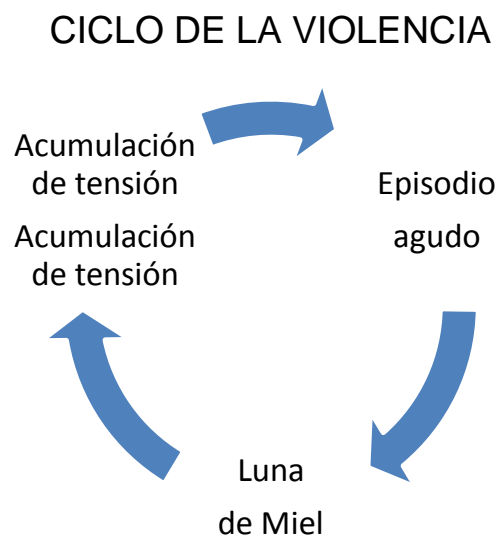 CICLO DE LA VIOLENCIA
Acumulación
de tensión
Acumulación
de tensión
Episodio
agudo
Luna
de Miel